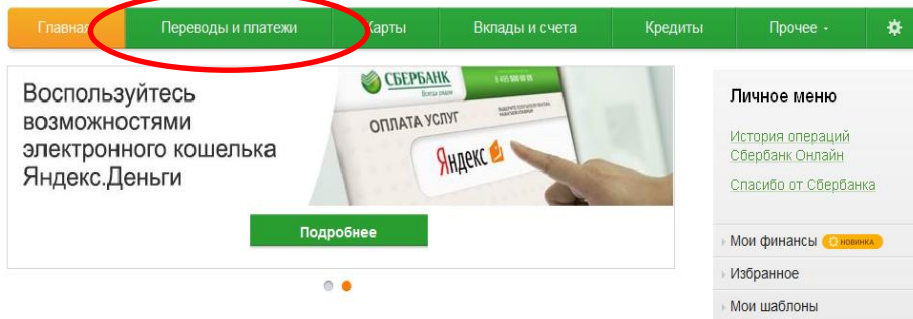 Главная Переводы и платежи Карты Вклады и счета Кредиты Прочее
Воспользуйтесь
возможностями
электронного кошелька
Яндекс.Деньги
СБЕРБАНК
Всегда рядом
ОПЛАТА УСЛУГ
Яндекс
Подробнее
Личное меню
История операций
Сбербанк Онлайн
Спасибо от Сбербанка
Мои финансы НОВИНКА
Избранное
Мои шаблоны